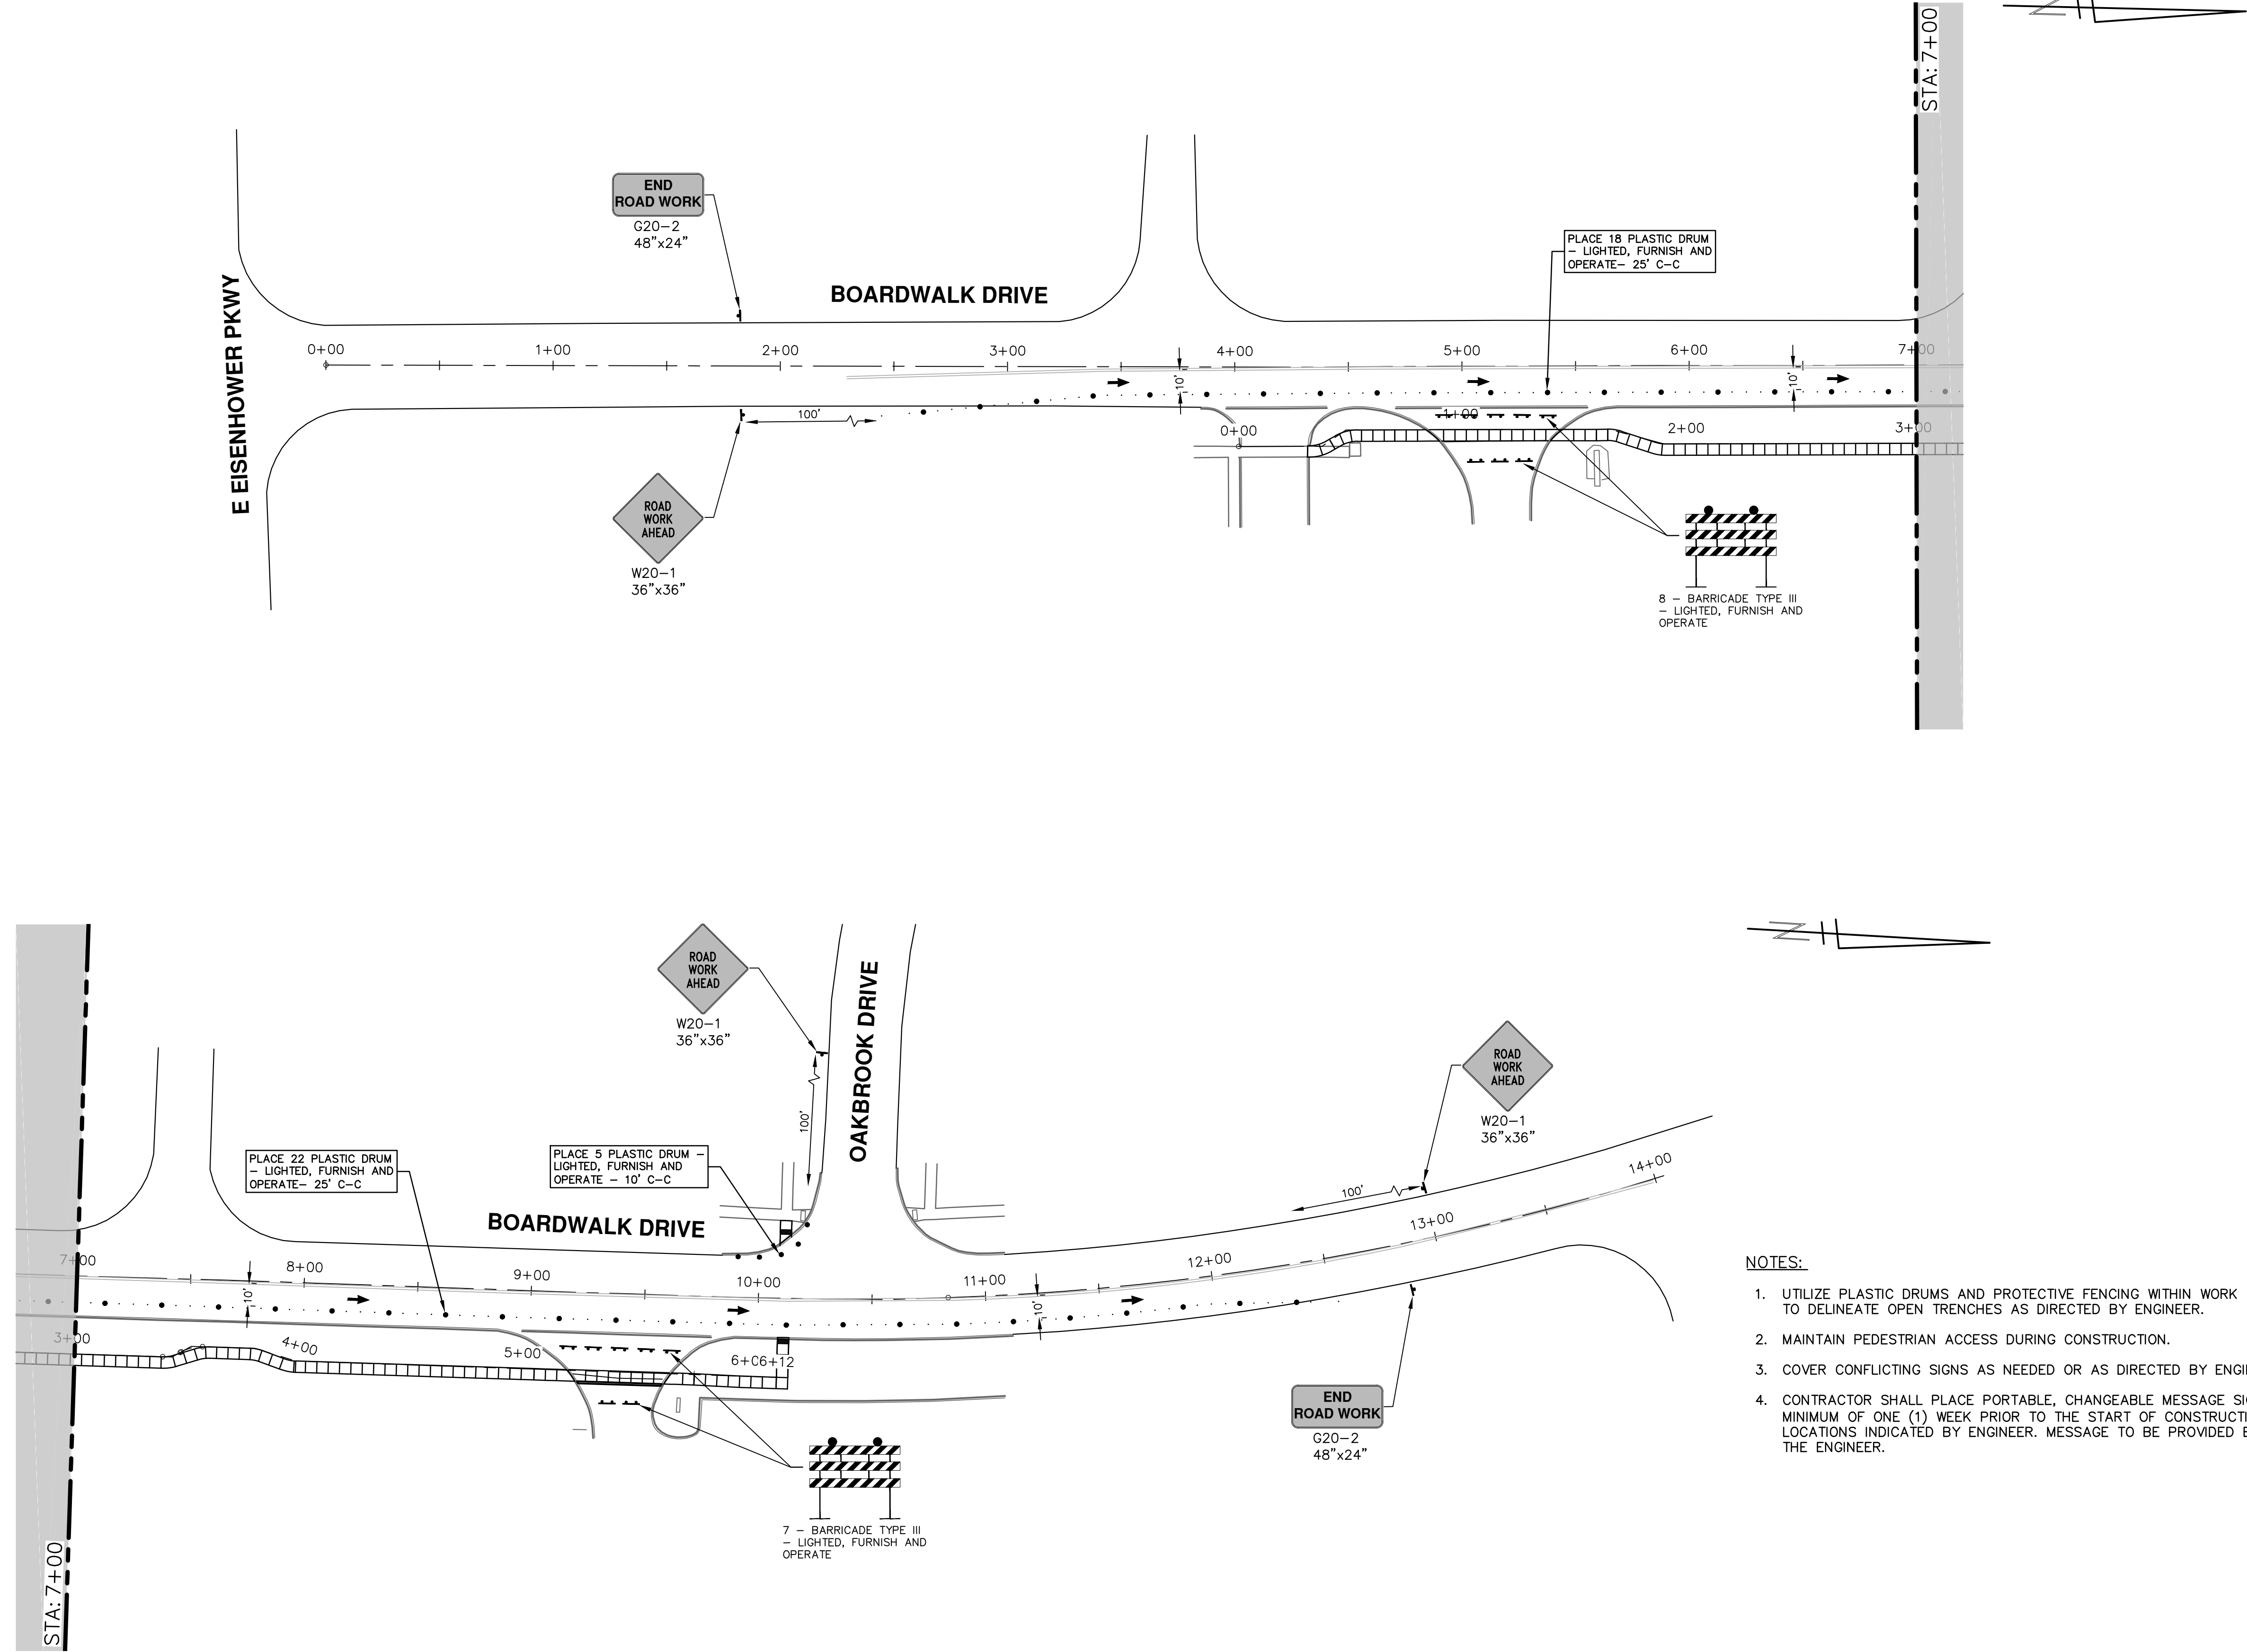 STA: 7+00
END
ROAD WORK
G20-2
48"x24"
PLACE 18 PLASTIC DRUM
- LIGHTED, FURNISH AND
OPERATE- 25' C-C
BOARDWALK DRIVE
E EISENHOWER PKWY
0+00
1+00
2+00
3+00
4+00
5+00
6+00
7+00
10'
10'
100'
1+00
0+00
2+00
3+00
ROAD
WORK
AHEAD
W20-1
36"x36"
8 - BARRICADE TYPE III
- LIGHTED, FURNISH AND
OPERATE
N
ROAD
WORK
AHEAD
W20-1
36"x36"
OAKBROOK DRIVE
100'
ROAD
WORK
AHEAD
W20-1
36"x36"
PLACE 22 PLASTIC DRUM
- LIGHTED, FURNISH AND
OPERATE- 25' C-C
PLACE 5 PLASTIC DRUM -
LIGHTED, FURNISH AND
OPERATE - 10' C-C
BOARDWALK DRIVE
100'
7+00
8+00
9+00
10+00
11+00
12+00
13+00
14+00
10'
10'
3+00
4+00
5+00
6+0
6+12
END
ROAD WORK
G20-2
48"x24"
7 - BARRICADE TYPE III
- LIGHTED, FURNISH AND
OPERATE
STA: 7+00
NOTES:
1. UTILIZE PLASTIC DRUMS AND PROTECTIVE FENCING WITHIN WORK
TO DELINEATE OPEN TRENCHES AS DIRECTED BY ENGINEER.
2. MAINTAIN PEDESTRIAN ACCESS DURING CONSTRUCTION.
3. COVER CONFLICTING SIGNS AS NEEDED OR AS DIRECTED BY ENGI
4. CONTRACTOR SHALL PLACE PORTABLE, CHANGEABLE MESSAGE SI
MINIMUM OF ONE (1) WEEK PRIOR TO THE START OF CONSTRUCTI
LOCATIONS INDICATED BY ENGINEER. MESSAGE TO BE PROVIDED
THE ENGINEER.